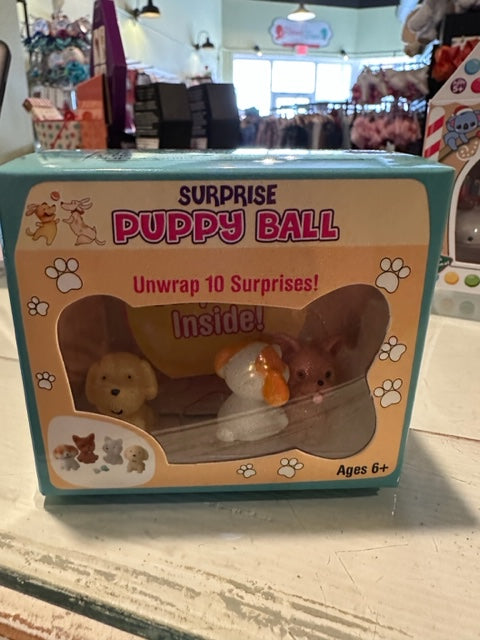 SURPRISE
PUPPY BALL
Unwrap 10 Surprises!
Inside!
Ages 6+